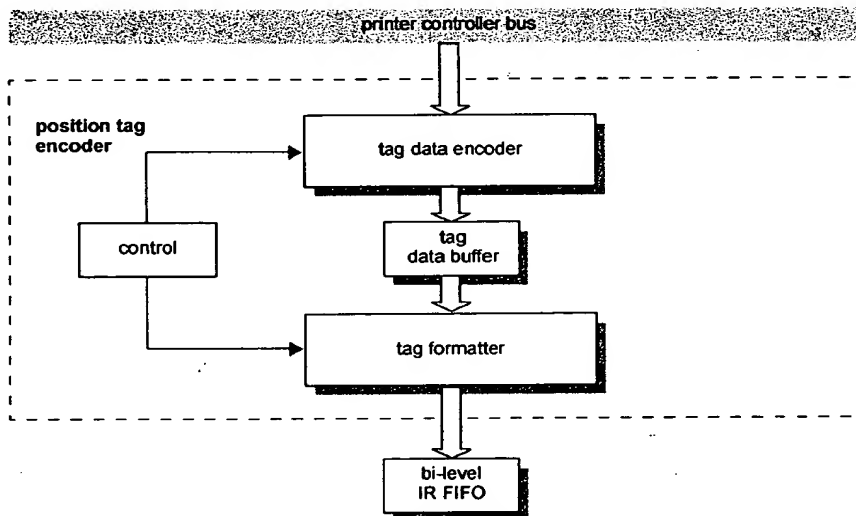 printer controller bus
position tag
encoder
tag data encoder
control
tag
data buffer
tag formatter
bi-level
IR FIFO